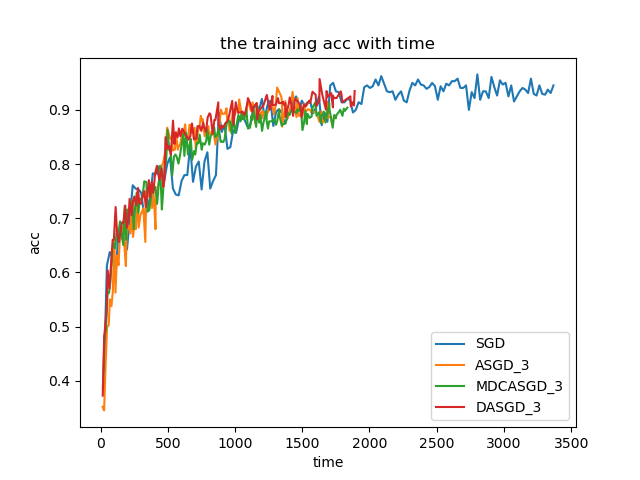 the training acc with time
acc
0.9
0.8
0.7
0.6
0.5
0.4
SGD
ASGD_3
MDCASGD_3
DASGD_3
0 500 1000 1500 2000 2500 3000 3500
time